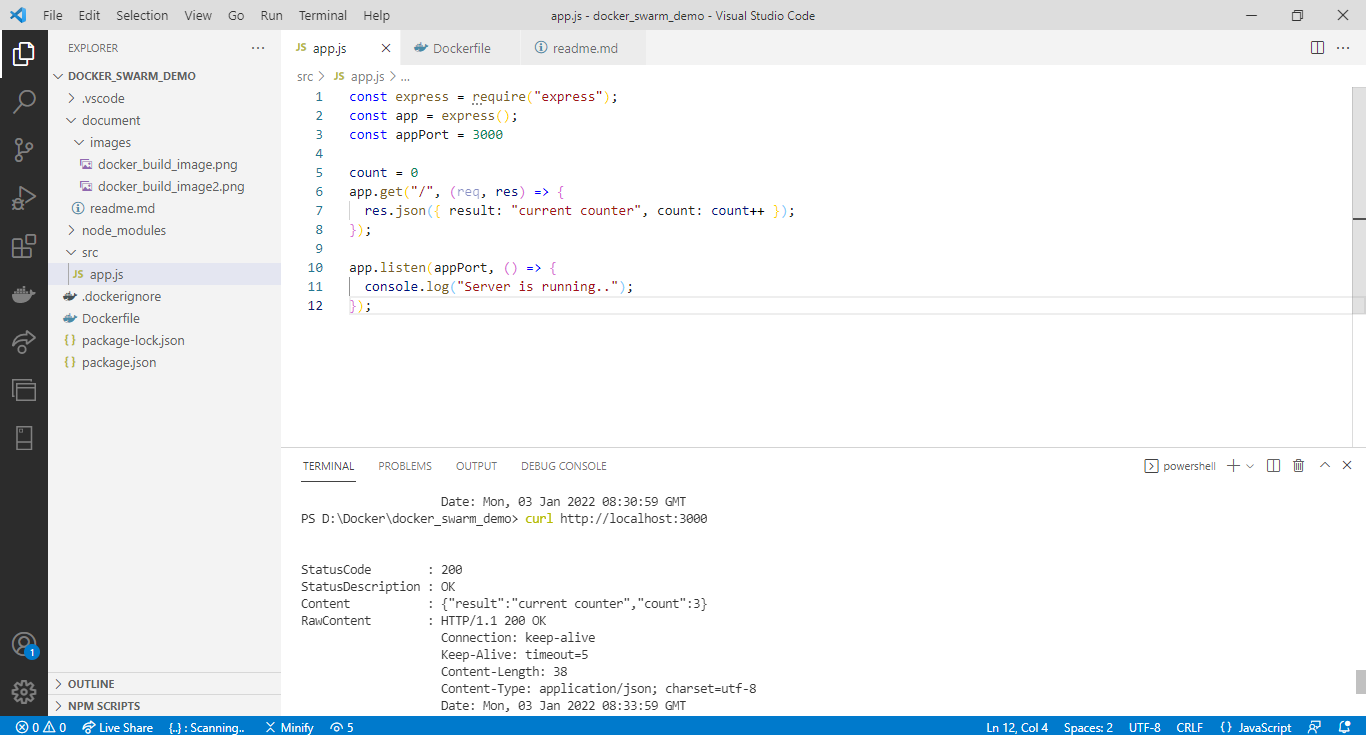 File Edit Selection View Go Run Terminal Help app.js - docker_swarm_demo - Visual Studio Code
EXPLORER
DOCKER_SWARM_DEMO
.vscode
document
images
docker_build_image.png
docker_build_image2.png
readme.md
node_modules
src
JS app.js
.dockerignore
Dockerfile
{} package-lock.json
{} package.json
OUTLINE
NPM SCRIPTS
JS app.js Dockerfile readme.md
src > JS app.js > ...
1 const express = require("express");
2 const app = express();
3 const appPort = 3000
4
5 count = 0
6 app.get("/", (req, res) => {
7 res.json({ result: "current counter", count: count++ });
8 });
9
10 app.listen(appPort, () => {
11 console.log("Server is running..");
12 });
TERMINAL PROBLEMS OUTPUT DEBUG CONSOLE powershell
Date: Mon, 03 Jan 2022 08:30:59 GMT
PS D:\Docker\docker_swarm_demo> curl http://localhost:3000
StatusCode : 200
StatusDescription : OK
Content : {"result":"current counter","count":3}
RawContent : HTTP/1.1 200 OK
Connection: keep-alive
Keep-Alive: timeout=5
Content-Length: 38
Content-Type: application/json; charset=utf-8
Date: Mon, 03 Jan 2022 08:33:59 GMT
1
0 0 Live Share {..} : Scanning.. Minify 5 Ln 12, Col 4 Spaces: 2 UTF-8 CRLF {} JavaScript